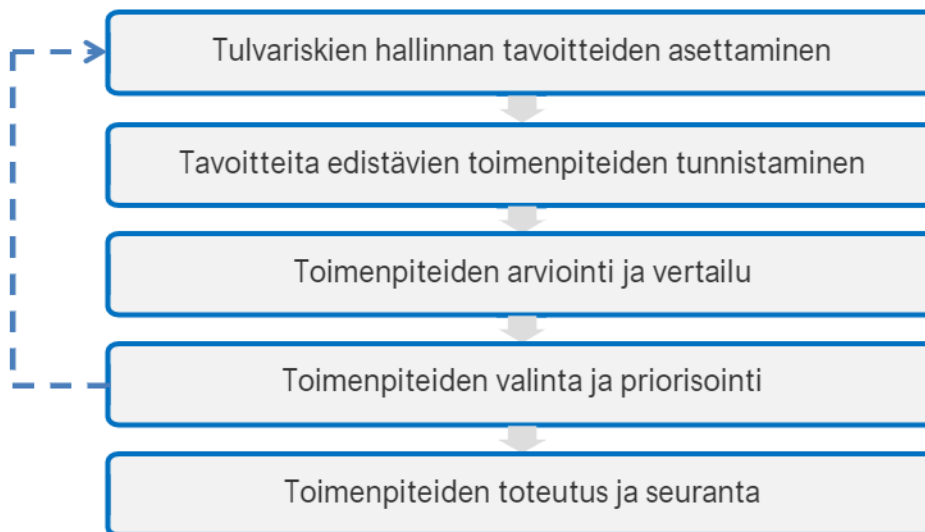 Tulvariskien hallinnan tavoitteiden asettaminen
Tavoitteita edistävien toimenpiteiden tunnistaminen
Toimenpiteiden arviointi ja vertailu
Toimenpiteiden valinta ja priorisointi
Toimenpiteiden toteutus ja seuranta